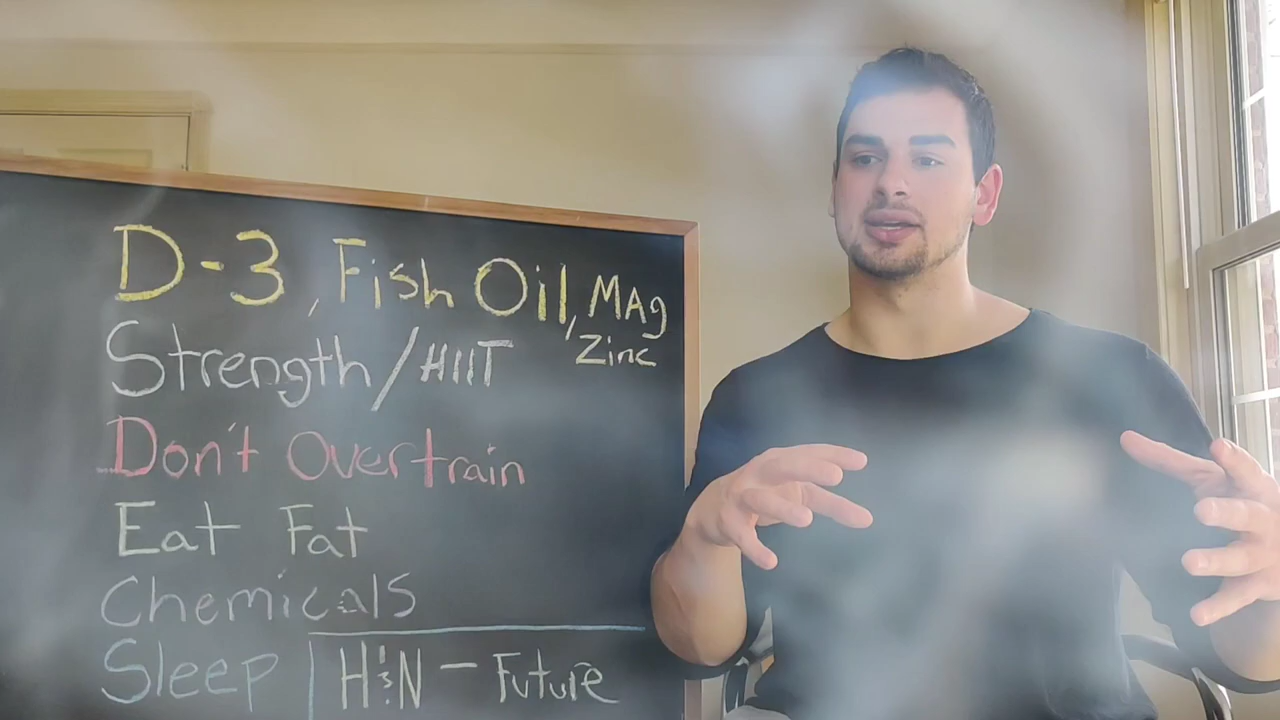 D-3, Fish Oil, MAg
Zinc
Strength/HIIT
Don't Overtrain
Eat Fat
Chemicals
Sleep
H&N - Future